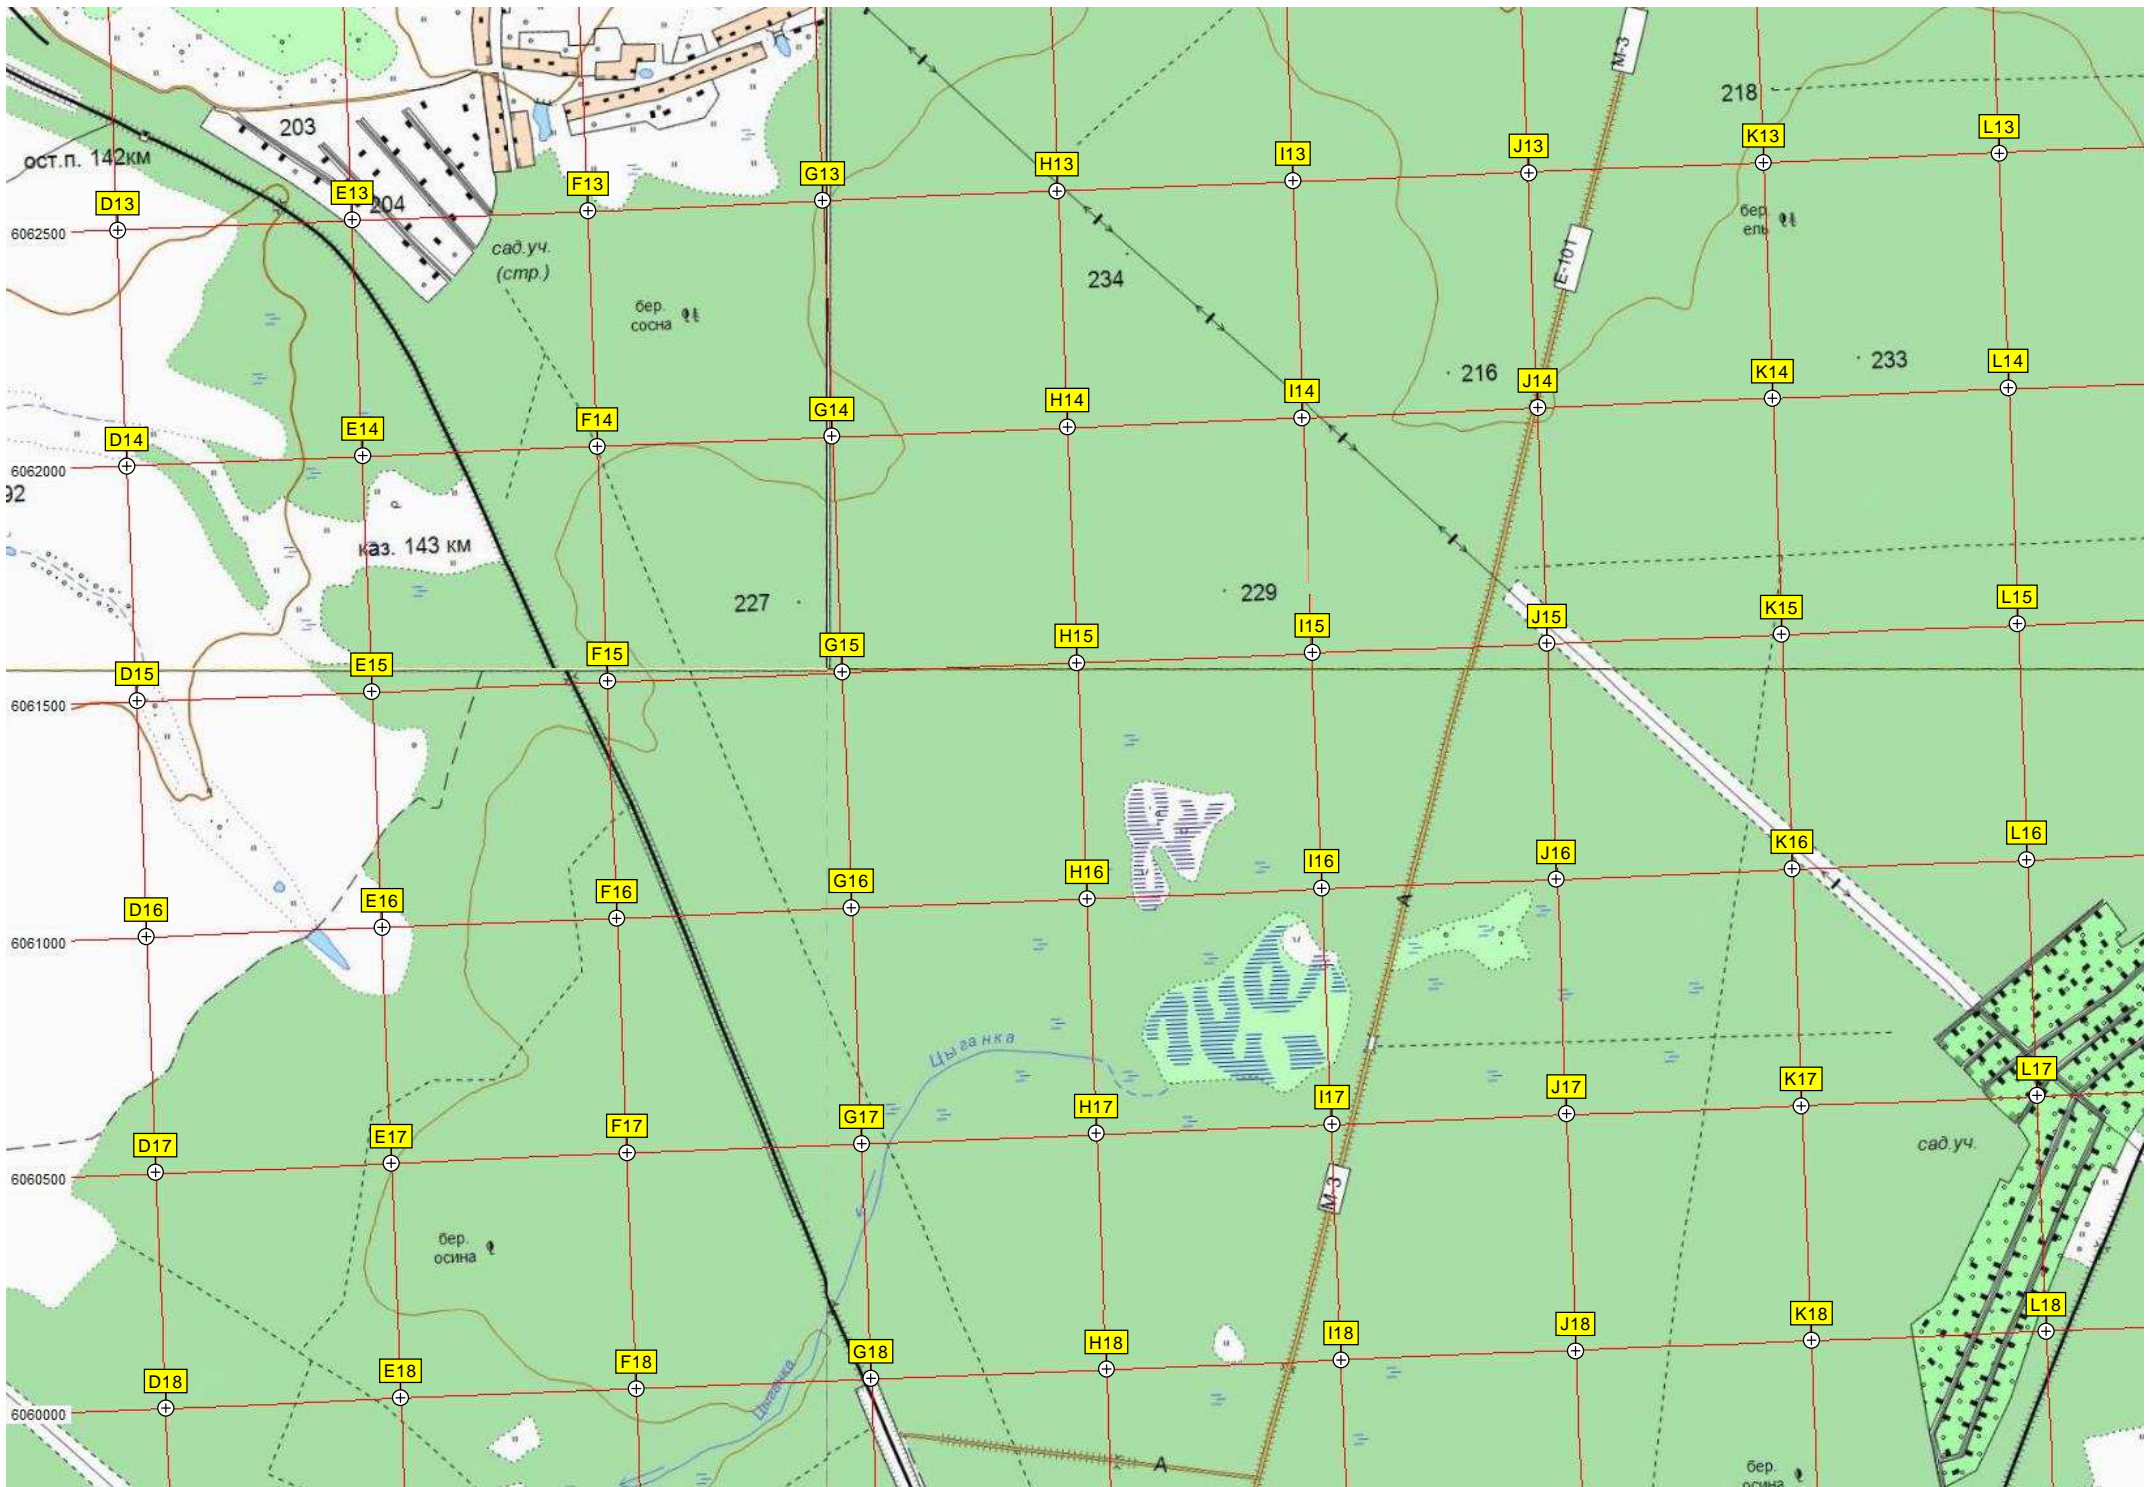 М-3
203
218
ост.п. 142км
D13
E13
F13
G13
H13
I13
J13
K13
L13
204
6062500
сад.уч.
(стр.)
бер.
ель
Е-101
234
бер.
сосна
216
233
D14
E14
F14
G14
H14
I14
J14
K14
L14
6062000
92
каз. 143 км
227
229
D15
E15
F15
G15
H15
I15
J15
K15
L15
6061500
D16
E16
F16
G16
H16
I16
J16
K16
L16
А
6061000
Цыганка
D17
E17
F17
G17
H17
I17
J17
K17
L17
сад.уч.
6060500
М-3
бер.
осина
D18
E18
F18
G18
H18
I18
J18
K18
L18
Цыганка
6060000
А
бер.
осина